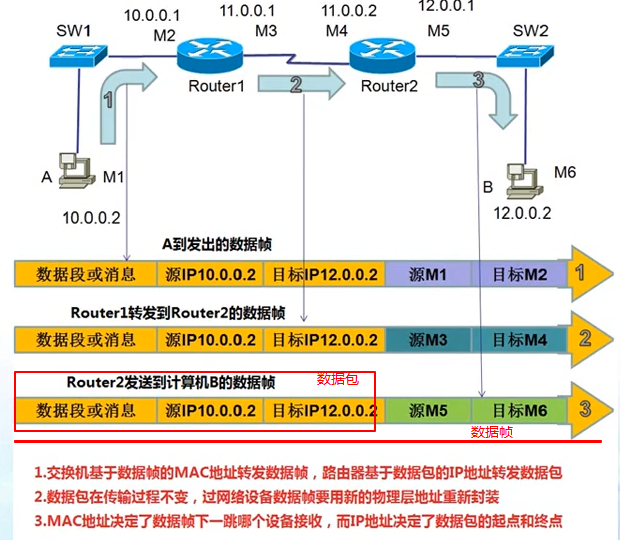 10.0.0.1 11.0.0.1 11.0.0.2 12.0.0.1
SW1 M2 M3 M4 M5 SW2
Router1 Router2
1 2 3
A M1 B M6
10.0.0.2 12.0.0.2
A到发出的数据帧
数据段或消息 源IP10.0.0.2 目标IP12.0.0.2 源M1 目标M2 1
Router1转发到Router2的数据帧
数据段或消息 源IP10.0.0.2 目标IP12.0.0.2 源M3 目标M4 2
Router2发送到计算机B的数据帧 数据包
数据段或消息 源IP10.0.0.2 目标IP12.0.0.2 源M5 目标M6 3
数据帧
1.交换机基于数据帧的MAC地址转发数据帧，路由器基于数据包的IP地址转发数据包
2.数据包在传输过程不变，过网络设备数据帧要用新的物理层地址重新封装
3.MAC地址决定了数据帧下一跳哪个设备接收，而IP地址决定了数据包的起点和终点